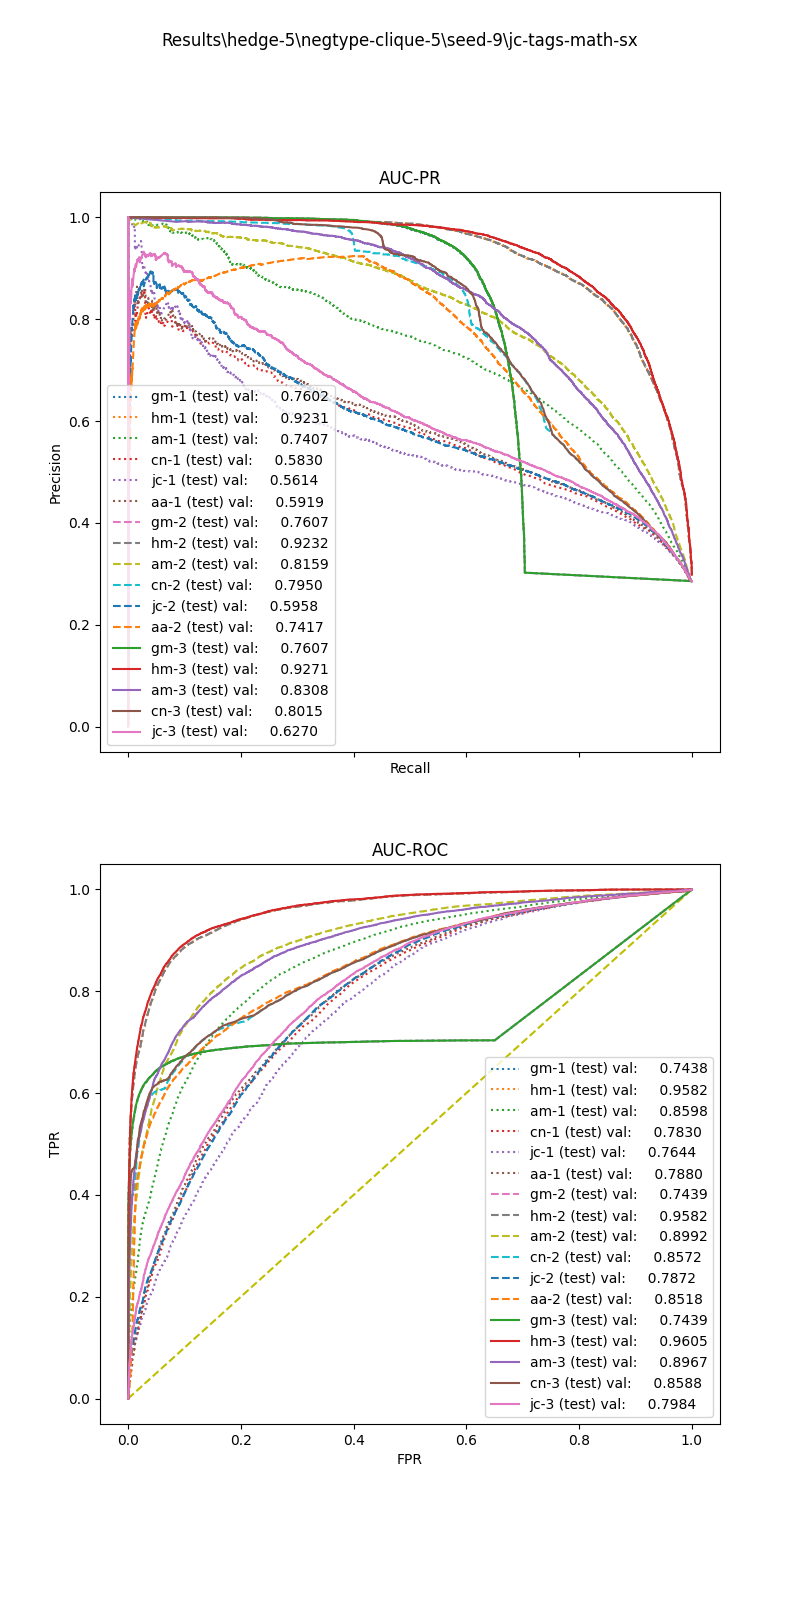 Results\hedge-5\negtype-clique-5\seed-9\jc-tags-math-sx
AUC-PR
1.0
0.8
0.6
0.4
0.2
0.0
Precision
gm-1 (test) val: 0.7602
hm-1 (test) val: 0.9231
am-1 (test) val: 0.7407
cn-1 (test) val: 0.5830
jc-1 (test) val: 0.5614
aa-1 (test) val: 0.5919
gm-2 (test) val: 0.7607
hm-2 (test) val: 0.9232
am-2 (test) val: 0.8159
cn-2 (test) val: 0.7950
jc-2 (test) val: 0.5958
aa-2 (test) val: 0.7417
gm-3 (test) val: 0.7607
hm-3 (test) val: 0.9271
am-3 (test) val: 0.8308
cn-3 (test) val: 0.8015
jc-3 (test) val: 0.6270
Recall
AUC-ROC
1.0
0.8
0.6
0.4
0.2
0.0
TPR
gm-1 (test) val: 0.7438
hm-1 (test) val: 0.9582
am-1 (test) val: 0.8598
cn-1 (test) val: 0.7830
jc-1 (test) val: 0.7644
aa-1 (test) val: 0.7880
gm-2 (test) val: 0.7439
hm-2 (test) val: 0.9582
am-2 (test) val: 0.8992
cn-2 (test) val: 0.8572
jc-2 (test) val: 0.7872
aa-2 (test) val: 0.8518
gm-3 (test) val: 0.7439
hm-3 (test) val: 0.9605
am-3 (test) val: 0.8967
cn-3 (test) val: 0.8588
jc-3 (test) val: 0.7984
0.0 0.2 0.4 0.6 0.8 1.0
FPR